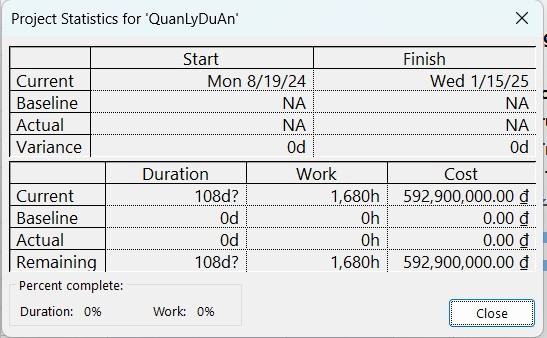 Project Statistics for 'QuanLyDuAn'
Start Finish
Current Mon 8/19/24 Wed 1/15/25
Baseline NA NA
Actual NA NA
Variance 0d 0d
Duration Work Cost
Current 108d? 1,680h 592,900,000.00 ₫
Baseline 0d 0h 0.00 ₫
Actual 0d 0h 0.00 ₫
Remaining 108d? 1,680h 592,900,000.00 ₫
Percent complete:
Duration: 0% Work: 0%
Close